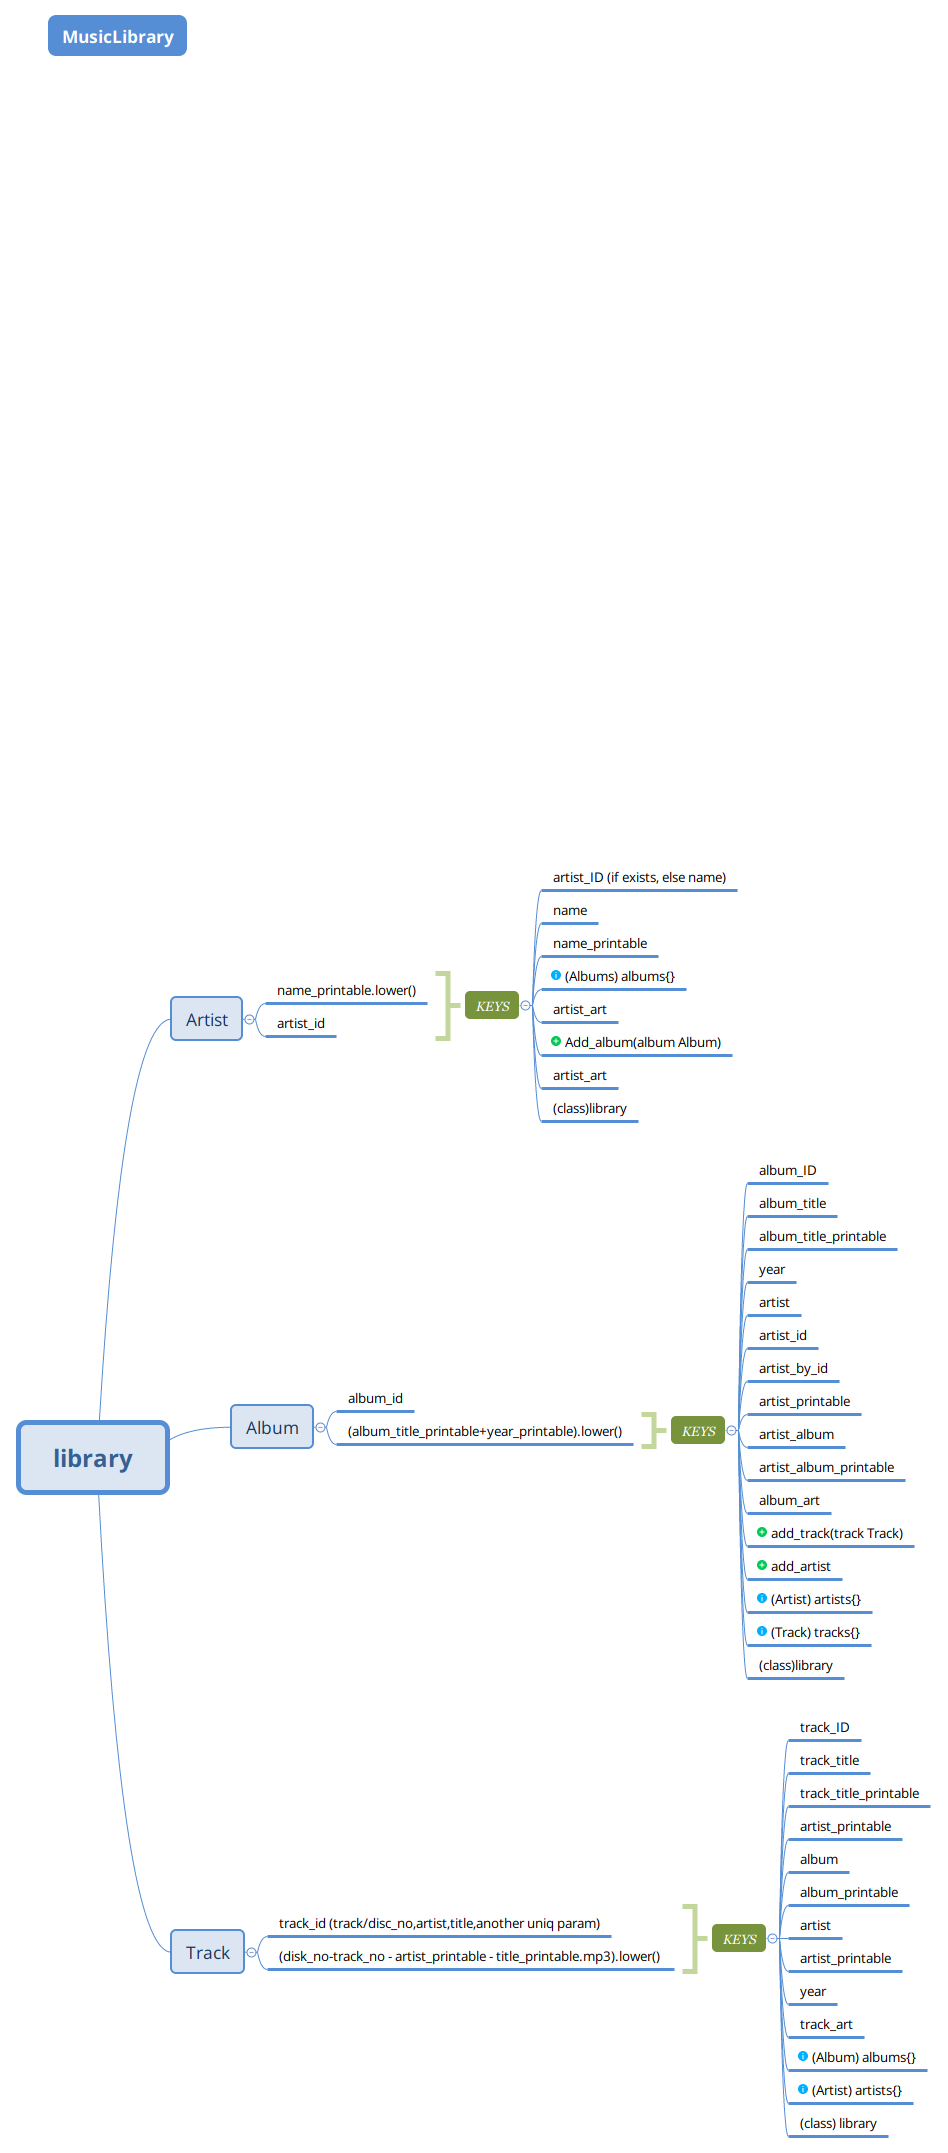 MusicLibrary
library
Artist
name_printable.lower()
artist_id
KEYS
artist_ID (if exists, else name)
name
name_printable
(Albums) albums{}
artist_art
Add_album(album Album)
artist_art
(class)library
Album
album_id
(album_title_printable+year_printable).lower()
KEYS
album_ID
album_title
album_title_printable
year
artist
artist_id
artist_by_id
artist_printable
artist_album
artist_album_printable
album_art
add_track(track Track)
add_artist
(Artist) artists{}
(Track) tracks{}
(class)library
Track
track_id (track/disc_no,artist,title,another uniq param)
(disk_no-track_no - artist_printable - title_printable.mp3).lower()
KEYS
track_ID
track_title
track_title_printable
artist_printable
album
album_printable
artist
artist_printable
year
track_art
(Album) albums{}
(Artist) artists{}
(class) library